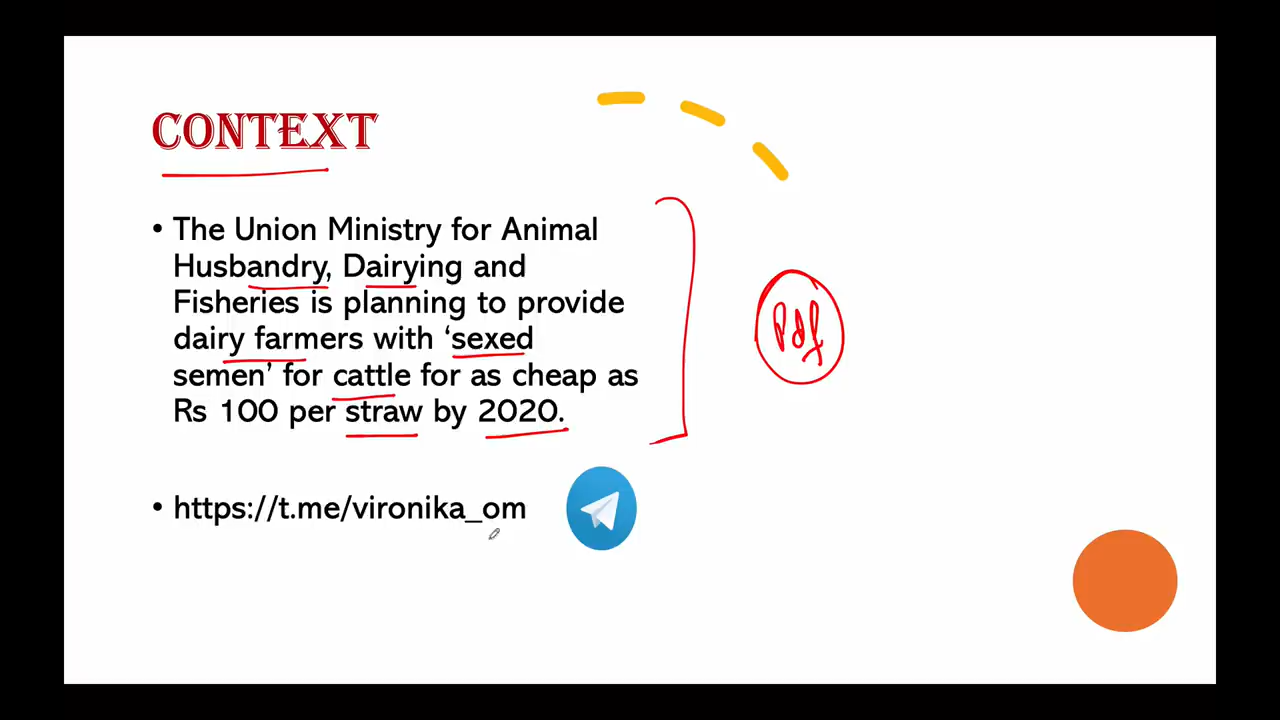 CONTEXT
• The Union Ministry for Animal
Husbandry, Dairying and
Fisheries is planning to provide
dairy farmers with ‘sexed
semen’ for cattle for as cheap as
Rs 100 per straw by 2020.
Pdf
• https://t.me/vironika_om